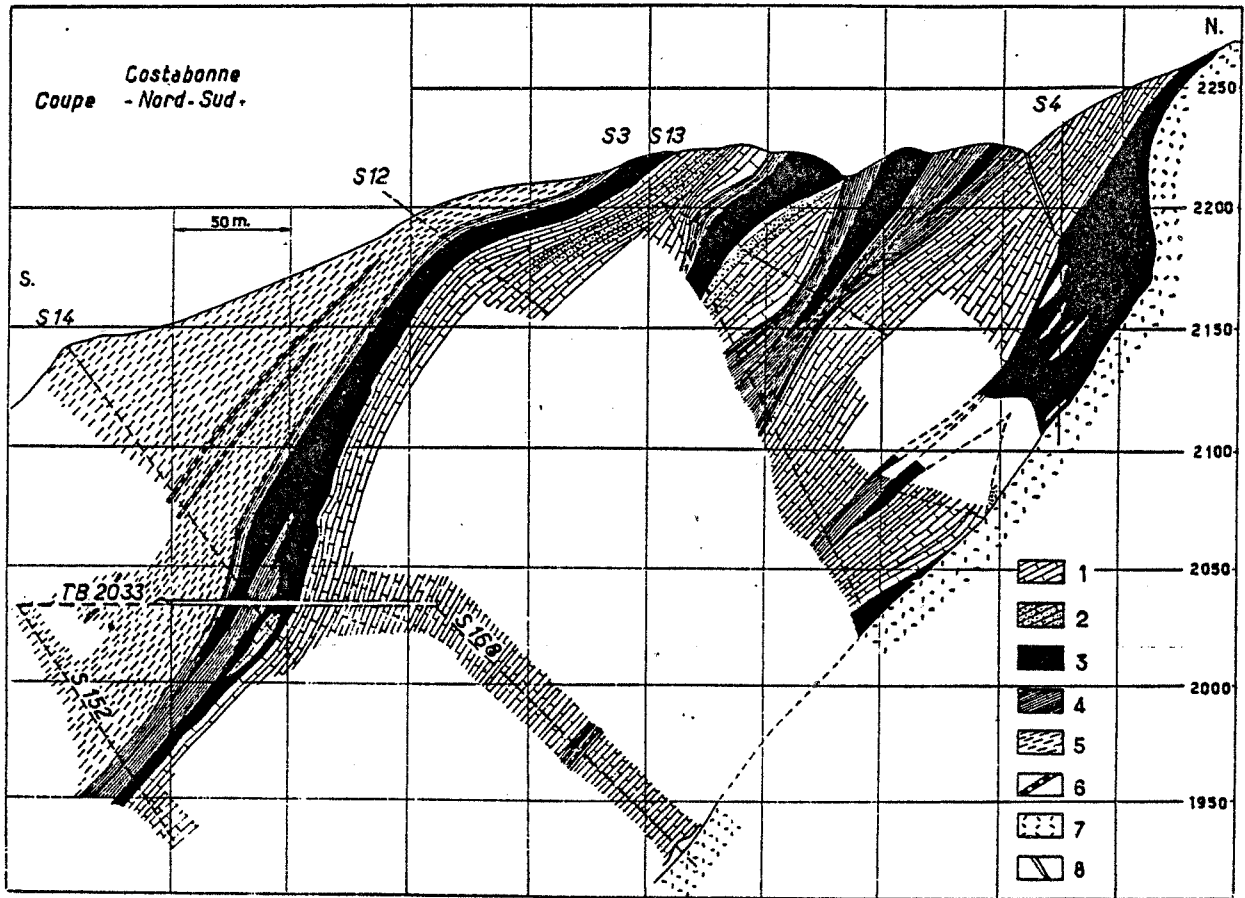 Costabonne
Coupe - Nord-Sud -
N.
2250
S4
S3 S13
S12
2200
50 m.
S.
S14
2150
2100
2050
TB 2033
S 168
S 152
2000
1950
1
2
3
4
5
6
7
8